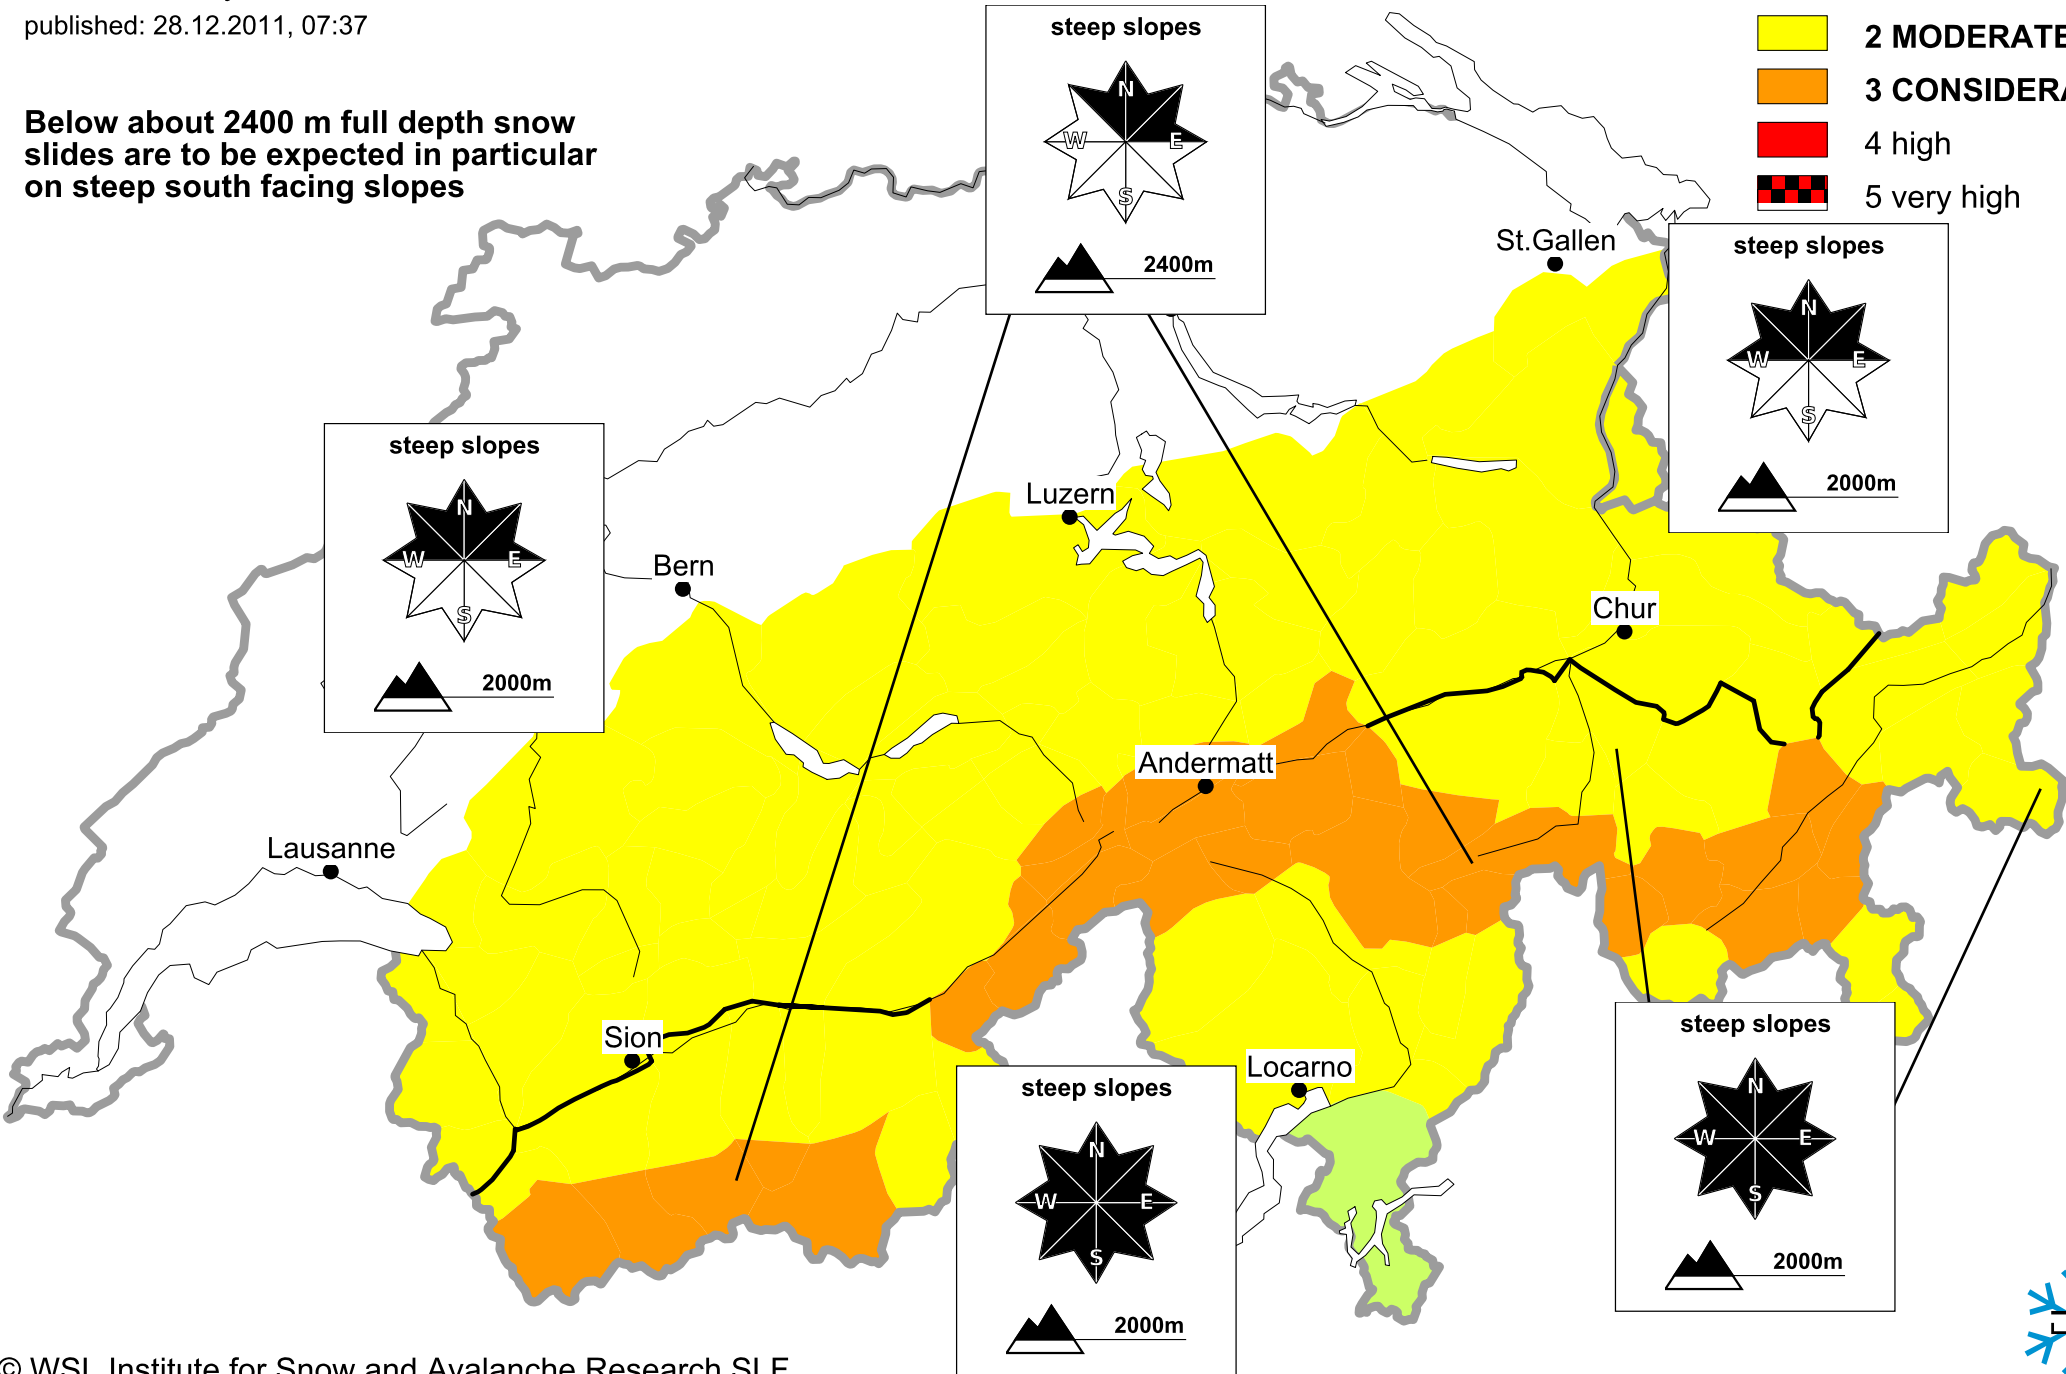 published: 28.12.2011, 07:37
Below about 2400 m full depth snow
slides are to be expected in particular
on steep south facing slopes
2 MODERATE
3 CONSIDERA
4 high
5 very high
steep slopes
N
W E
S
2400m
St.Gallen
steep slopes
N
W E
S
2000m
steep slopes
N
W E
S
2000m
Luzern
Bern
Chur
Andermatt
Lausanne
Sion
Locarno
steep slopes
N
W E
S
2000m
steep slopes
N
W E
S
2000m
© WSL Institute for Snow and Avalanche Research SLF